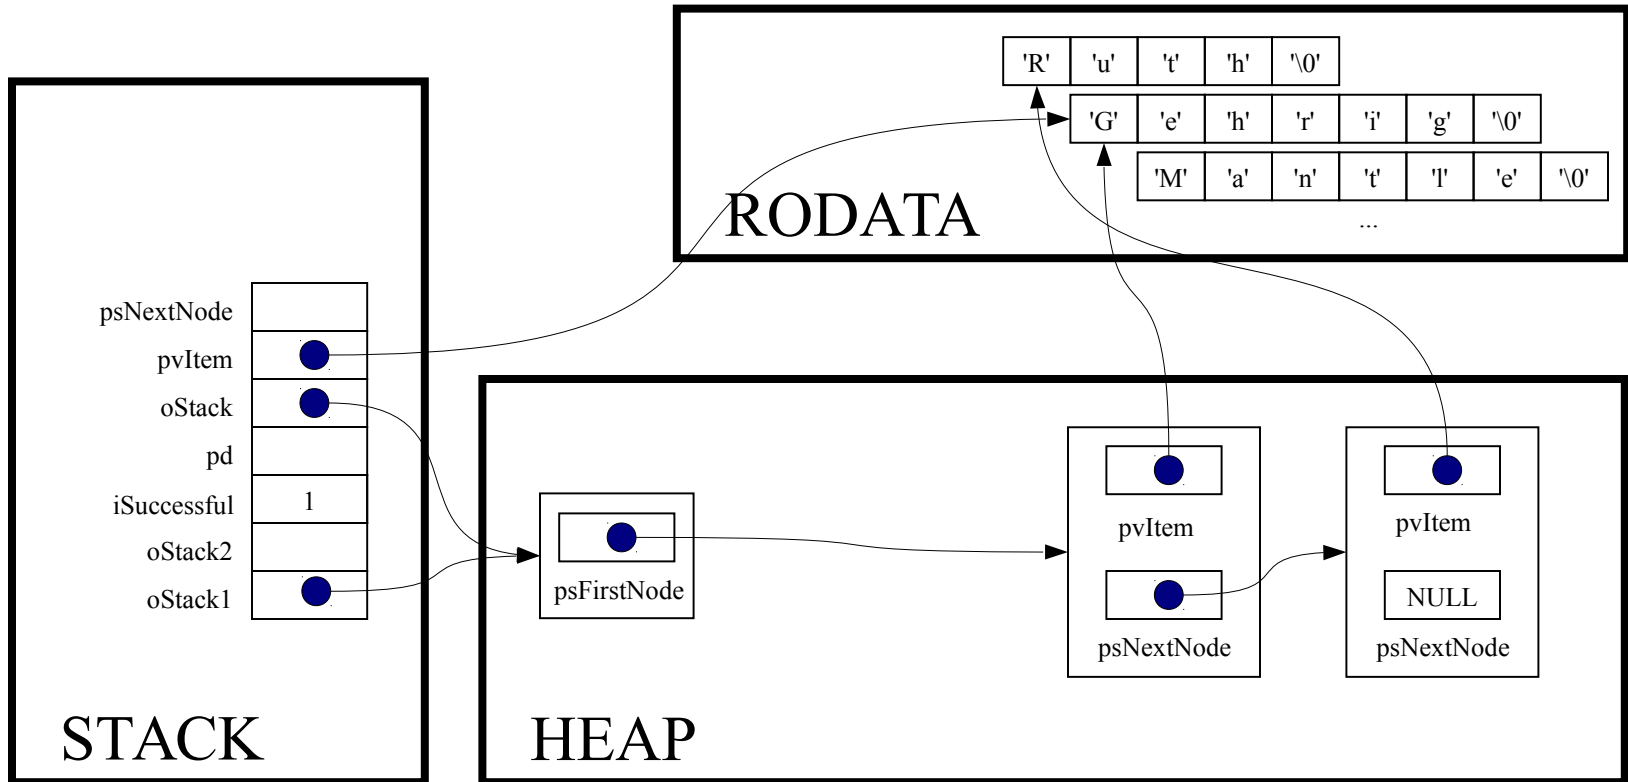 'R' 'u' 't' 'h' '\0'
'G' 'e' 'h' 'r' 'i' 'g' '\0'
'M' 'a' 'n' 't' 'l' 'e' '\0'
...
RODATA
psNextNode
pvItem
oStack
pd
iSuccessful 1
oStack2
oStack1
STACK
psFirstNode
pvItem
psNextNode
pvItem
NULL
psNextNode
HEAP